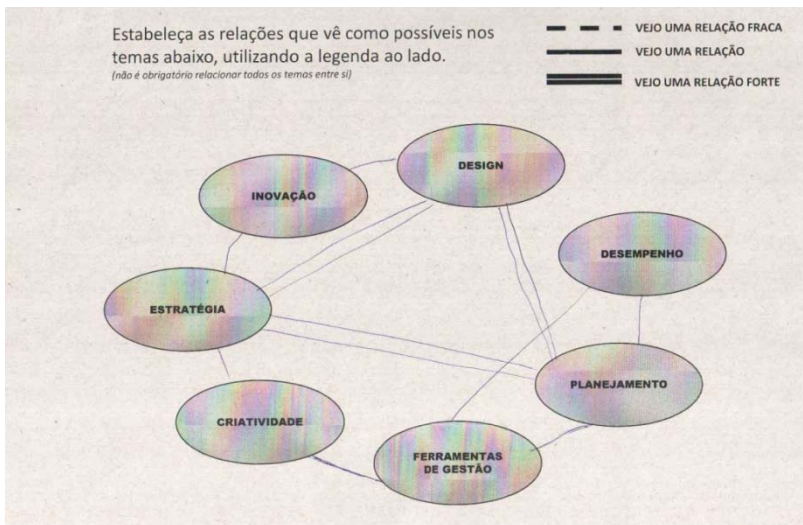 Estabeleça as relações que vê como possíveis nos
temas abaixo, utilizando a legenda ao lado.
(não é obrigatório relacionar todos os temas entre si)
VEJO UMA RELAÇÃO FRACA
VEJO UMA RELAÇÃO
VEJO UMA RELAÇÃO FORTE
DESIGN
INOVAÇÃO
DESEMPENHO
ESTRATÉGIA
PLANEJAMENTO
CRIATIVIDADE
FERRAMENTAS
DE GESTÃO